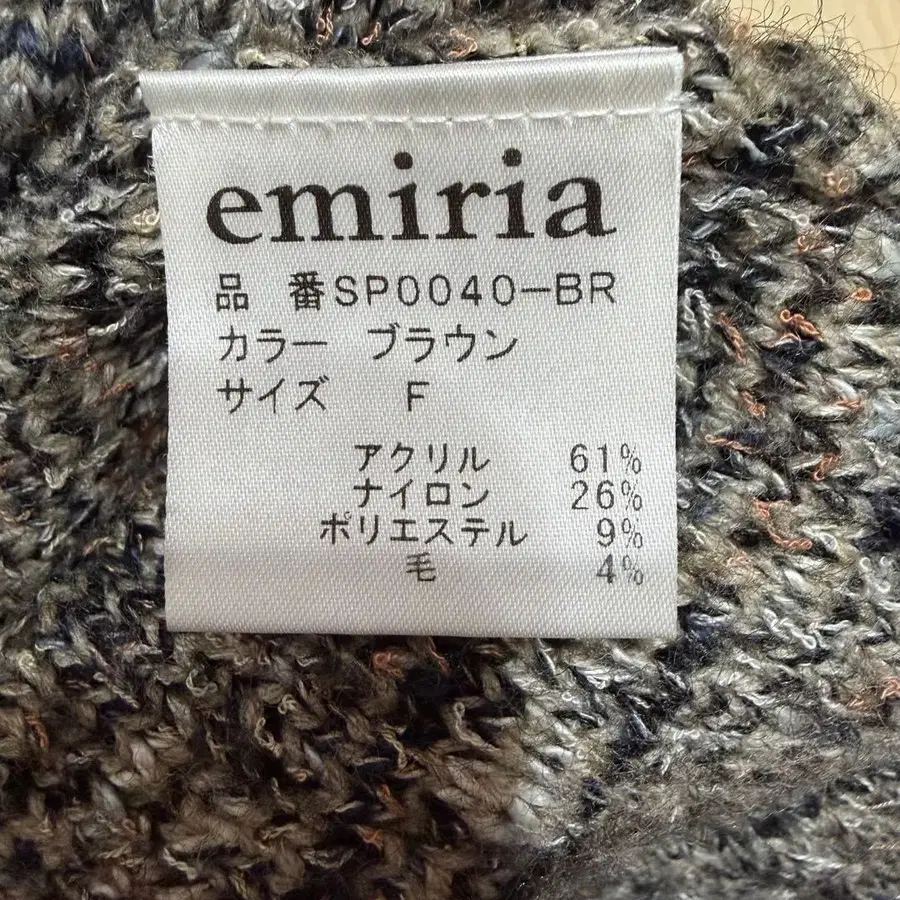 emiria
品 番SP0040-BR
カラー ブラウン
サイズ F
アクリル 61%
ナイロン 26%
ポリエステル 9%
毛 4%